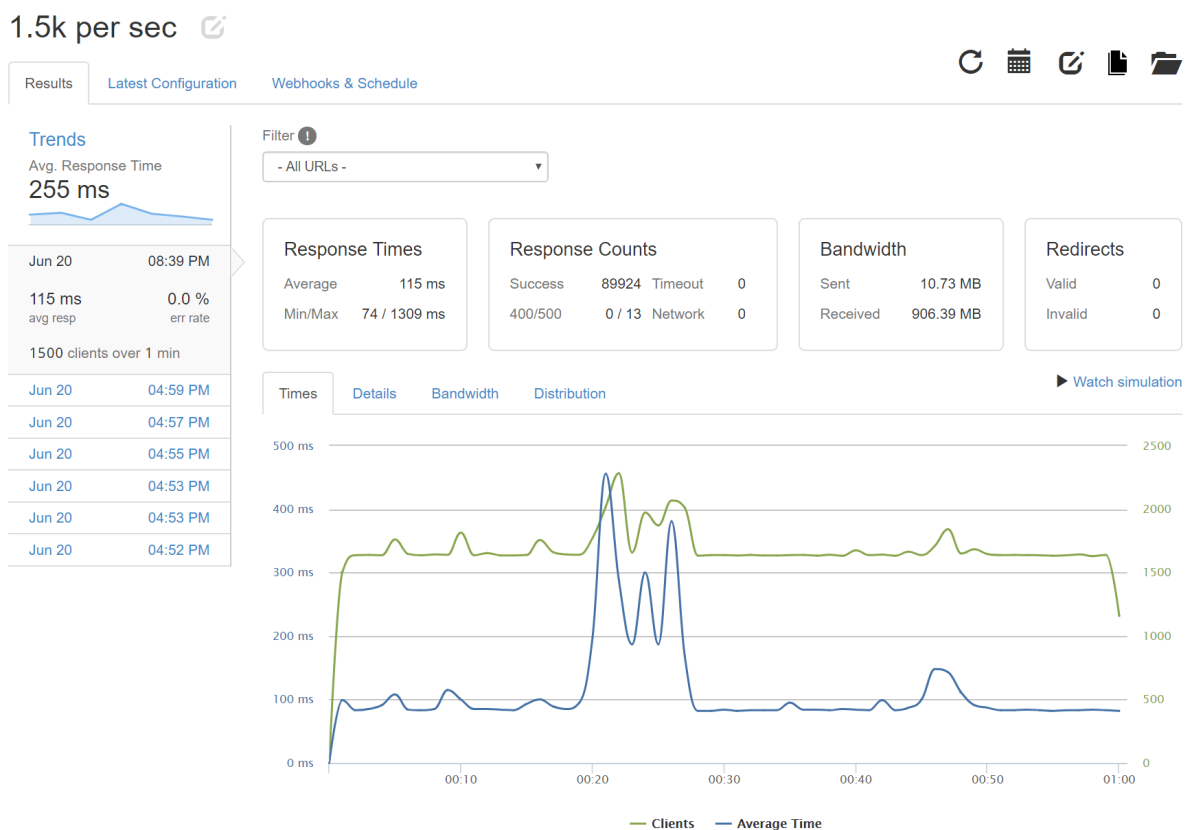 1.5k per sec
Results Latest Configuration Webhooks & Schedule
Trends
Avg. Response Time
255 ms
Jun 20 08:39 PM
115 ms 0.0 %
avg resp err rate
1500 clients over 1 min
Jun 20 04:59 PM
Jun 20 04:57 PM
Jun 20 04:55 PM
Jun 20 04:53 PM
Jun 20 04:53 PM
Jun 20 04:52 PM
Filter !
- All URLs -
Response Times
Average 115 ms
Min/Max 74 / 1309 ms
Response Counts
Success 89924 Timeout 0
400/500 0 / 13 Network 0
Bandwidth
Sent 10.73 MB
Received 906.39 MB
Redirects
Valid 0
Invalid 0
Watch simulation
Times Details Bandwidth Distribution
500 ms 2500
400 ms 2000
300 ms 1500
200 ms 1000
100 ms 500
0 ms 0
00:10 00:20 00:30 00:40 00:50 01:00
Clients Average Time